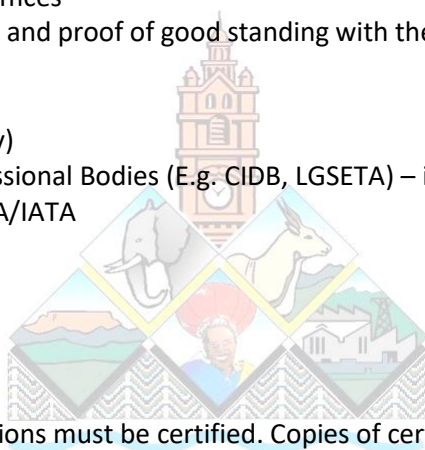 and proof of good standing with the
y)
ssional Bodies (E.g. CIDB, LGSETA) – i
A/IATA
ions must be certified. Copies of cer